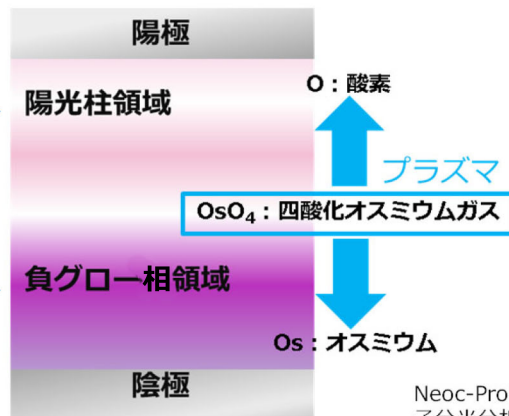 陽極
O：酸素
陽光柱領域
プラズマ
OsO₄：四酸化オスミウムガス
負グロー相領域
Os：オスミウム
陰極
Neoc-Pro